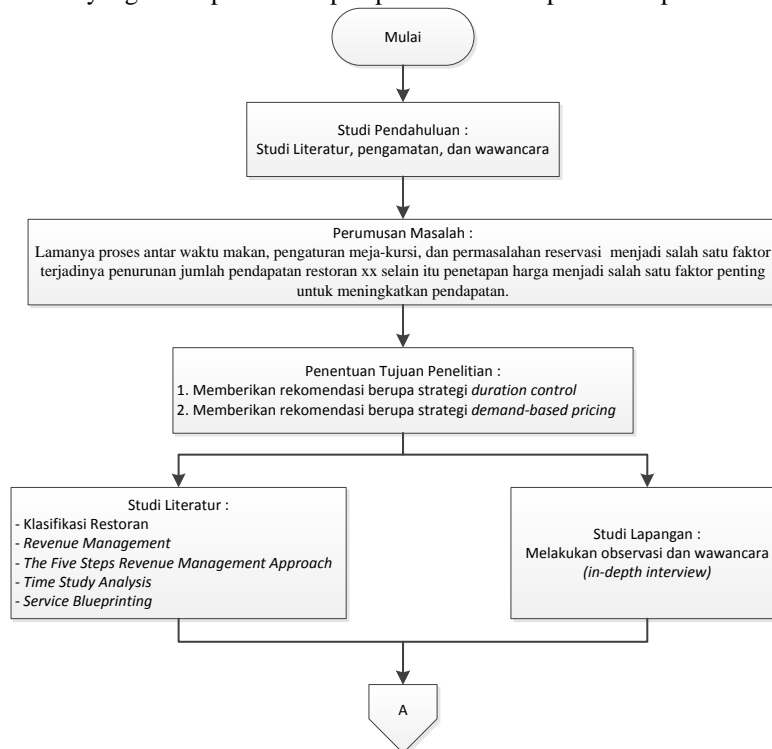 Mulai
Studi Pendahuluan :
Studi Literatur, pengamatan, dan wawancara
Perumusan Masalah :
Lamanya proses antar waktu makan, pengaturan meja-kursi, dan permasalahan reservasi menjadi salah satu faktor
terjadinya penurunan jumlah pendapatan restoran xx selain itu penetapan harga menjadi salah satu faktor penting
untuk meningkatkan pendapatan.
Penentuan Tujuan Penelitian :
1. Memberikan rekomendasi berupa strategi duration control
2. Memberikan rekomendasi berupa strategi demand-based pricing
Studi Literatur :
- Klasifikasi Restoran
- Revenue Management
- The Five Steps Revenue Management Approach
- Time Study Analysis
- Service Blueprinting
Studi Lapangan :
Melakukan observasi dan wawancara
(in-depth interview)
A